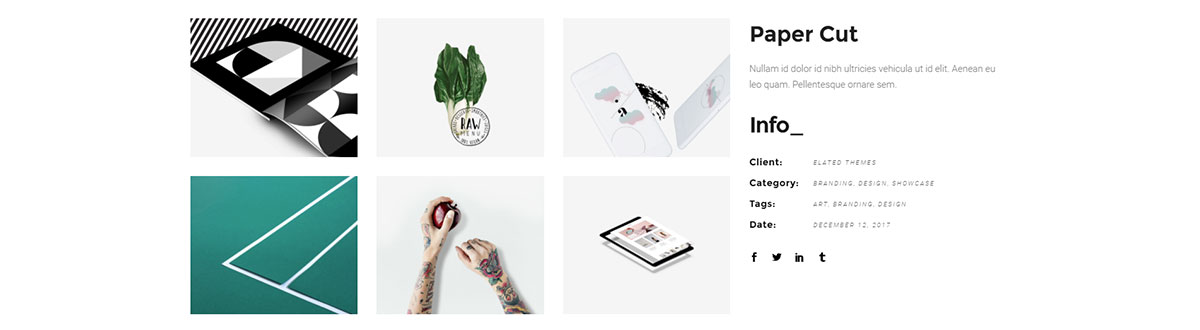 RAW
MENU
Paper Cut
Nullam id dolor id nibh ultricies vehicula ut id elit. Aenean eu
leo quam. Pellentesque ornare sem.
Info_
Client: ELATED THEMES
Category: BRANDING, DESIGN, SHOWCASE
Tags: ART, BRANDING, DESIGN
Date: DECEMBER 12, 2017